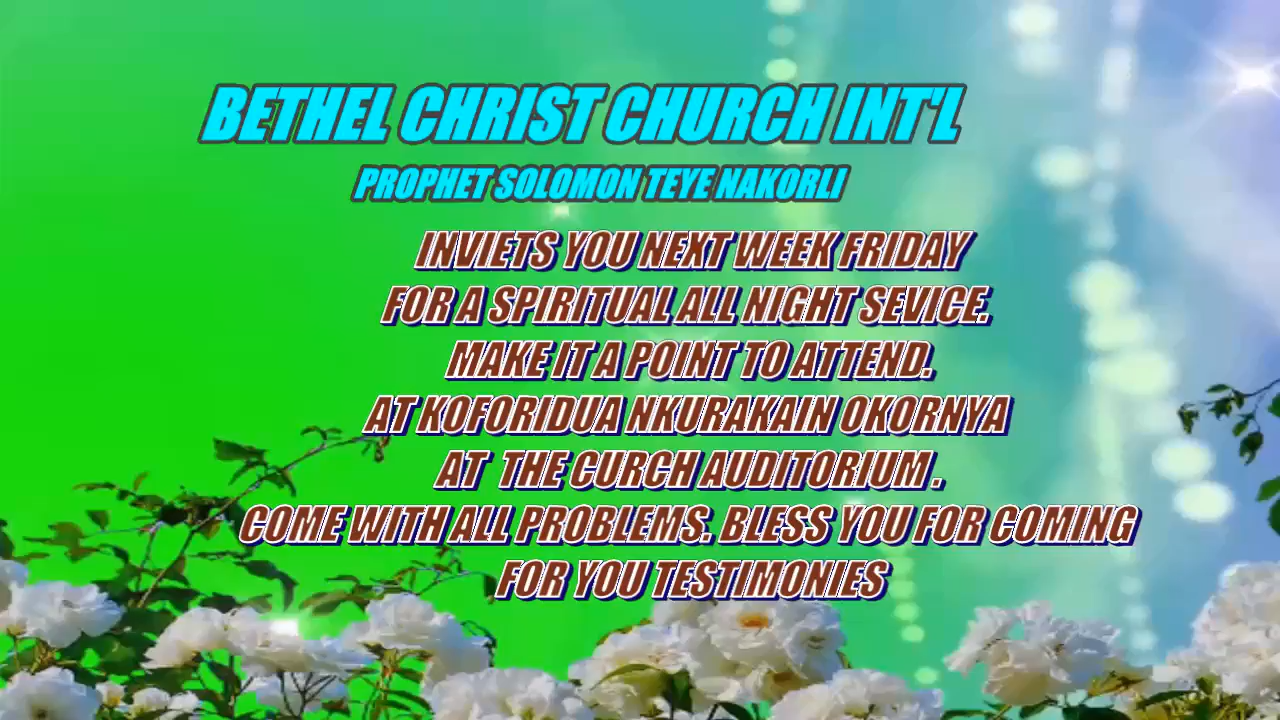 BETHEL CHRIST CHURCH INT'L
PROPHET SOLOMON TEYE NAKORLI
INVIETS YOU NEXT WEEK FRIDAY
FOR A SPIRITUAL ALL NIGHT SEVICE.
MAKE IT A POINT TO ATTEND.
AT KOFORIDUA NKURAKAIN OKORNYA
AT THE CURCH AUDITORIUM .
COME WITH ALL PROBLEMS. BLESS YOU FOR COMING
FOR YOU TESTIMONIES